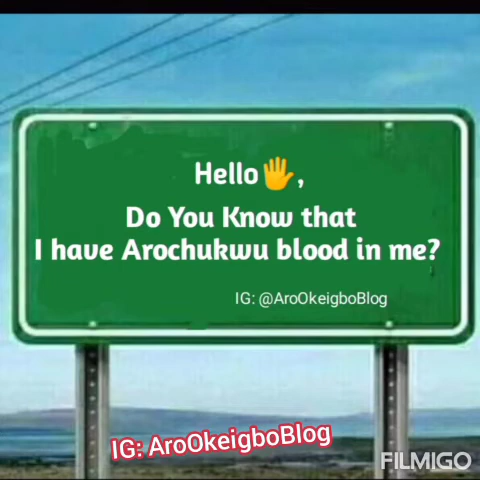 Hello🖐,
Do You Know that
I have Arochukwu blood in me?
IG: @AroOkeigboBlog
IG: AroOkeigboBlog
FILMIGO